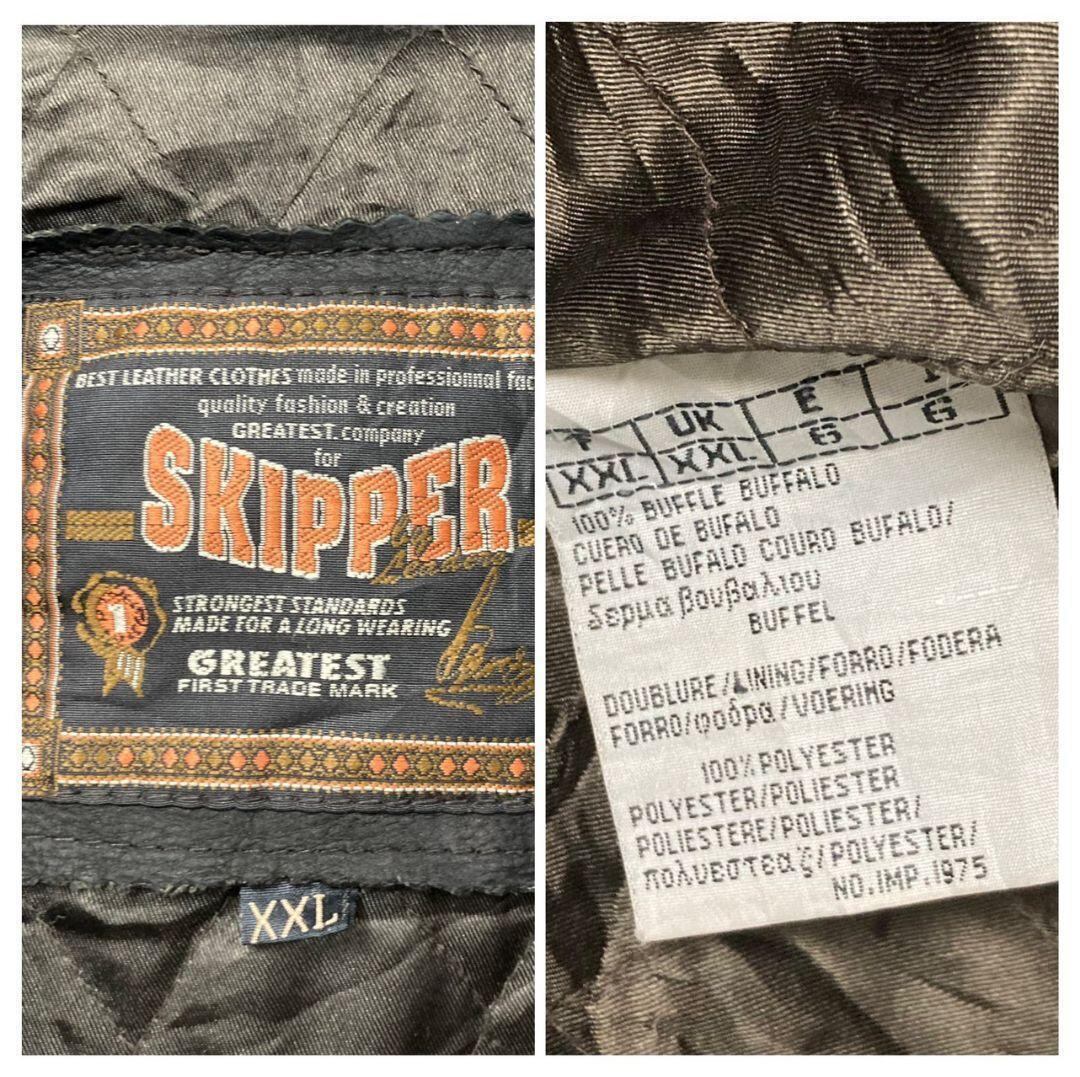 BEST LEATHER CLOTHES made in professionnal fac
quality fashion & creation
GREATEST. company
for
SKIPPER
STRONGEST STANDARDS
MADE FOR A LONG WEARING
1
GREATEST
FIRST TRADE MARK
XXL
F UK E I
XXL XXL G G
100% BUFFLE BUFFALO
CUERO DE BUFALO
PELLE BUFALO COURO BUFALO/
δερμα βουβαλιου
BUFFEL
DOUBLURE/LINING/FORRO/FODERA
FORRO/φοδρα/VOERING
100% POLYESTER
POLYESTER/POLIESTER
POLIESTERE/POLIESTER/
πολυεστεαζ/POLYESTER/
NO.IMP.1975